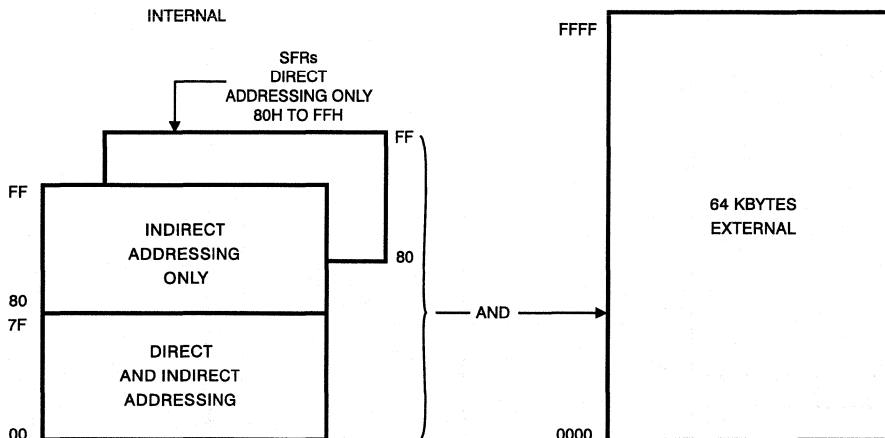 INTERNAL
SFRs
DIRECT
ADDRESSING ONLY
80H TO FFH
FF
FF
INDIRECT
ADDRESSING
ONLY
80
80
7F
DIRECT
AND INDIRECT
ADDRESSING
00
AND
FFFF
64 KBYTES
EXTERNAL
0000